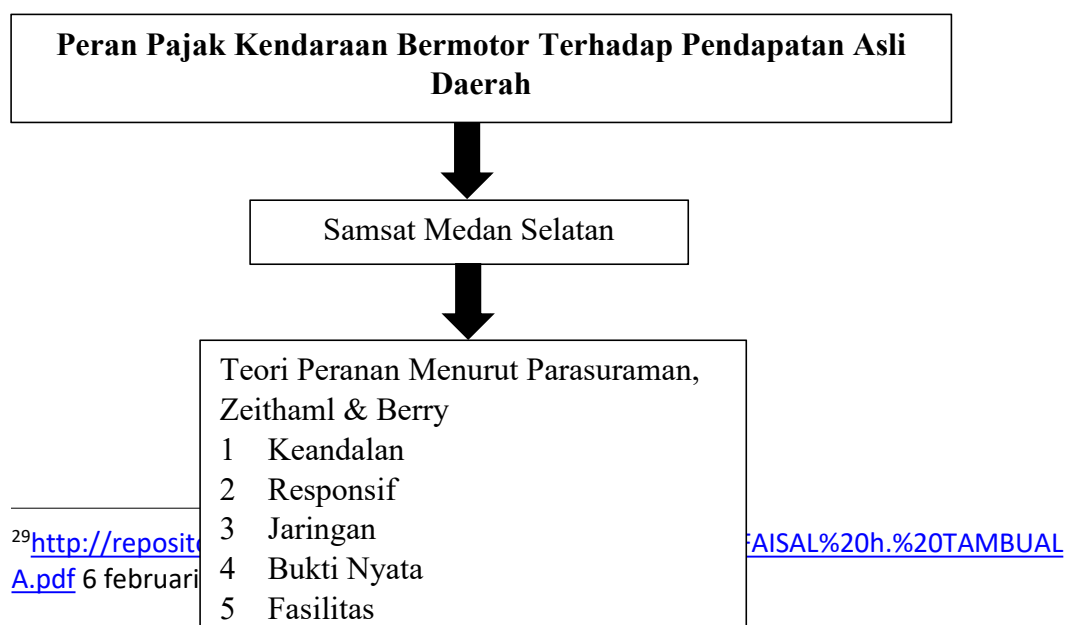 Peran Pajak Kendaraan Bermotor Terhadap Pendapatan Asli
Daerah
Samsat Medan Selatan
Teori Peranan Menurut Parasuraman,
Zeithaml & Berry
1 Keandalan
2 Responsif
3 Jaringan
4 Bukti Nyata
5 Fasilitas
29http://reposit AISAL%20h.%20TAMBUAL
A.pdf 6 februari